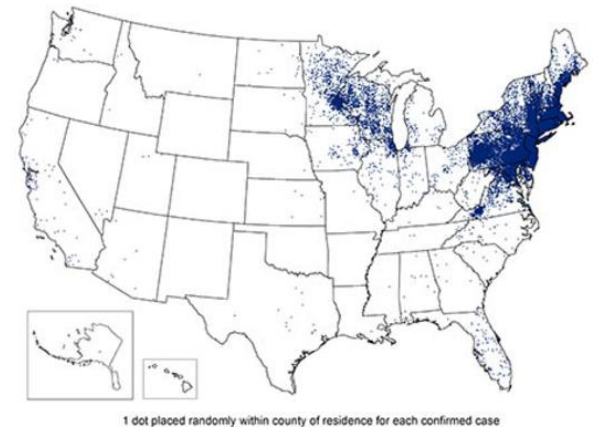 1 dot placed randomly within county of residence for each confirmed case